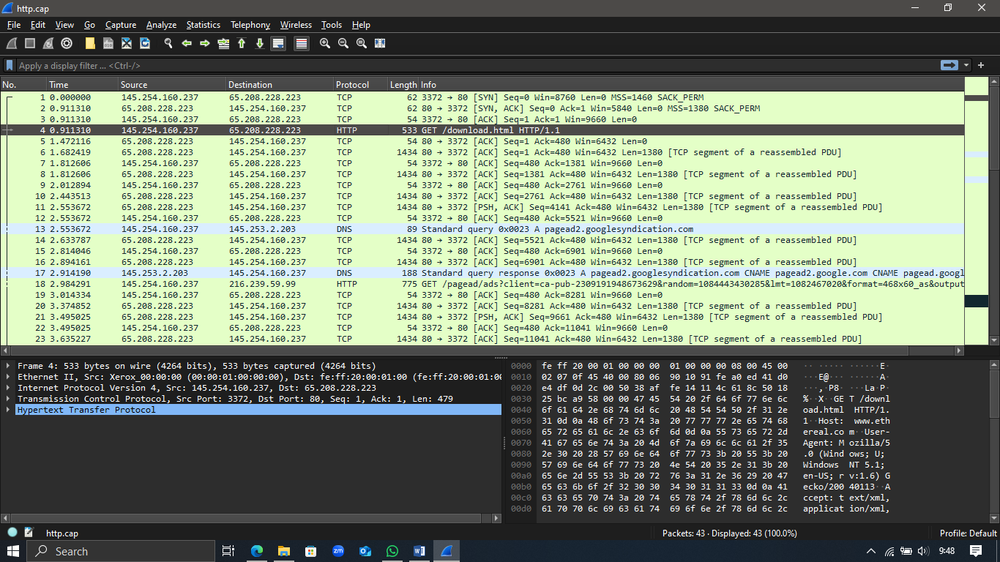 http.cap
File Edit View Go Capture Analyze Statistics Telephony Wireless Tools Help
Apply a display filter ... <Ctrl-/>
No. Time Source Destination Protocol Length Info
1 0.000000 145.254.160.237 65.208.228.223 TCP 62 3372 → 80 [SYN] Seq=0 Win=8760 Len=0 MSS=1460 SACK_PERM
2 0.911310 65.208.228.223 145.254.160.237 TCP 62 80 → 3372 [SYN, ACK] Seq=0 Ack=1 Win=5840 Len=0 MSS=1380 SACK_PERM
3 0.911310 145.254.160.237 65.208.228.223 TCP 54 3372 → 80 [ACK] Seq=1 Ack=1 Win=9660 Len=0
4 0.911310 145.254.160.237 65.208.228.223 HTTP 533 GET /download.html HTTP/1.1
5 1.472116 65.208.228.223 145.254.160.237 TCP 54 80 → 3372 [ACK] Seq=1 Ack=480 Win=6432 Len=0
6 1.682419 65.208.228.223 145.254.160.237 TCP 1434 80 → 3372 [ACK] Seq=1 Ack=480 Win=6432 Len=1380 [TCP segment of a reassembled PDU]
7 1.812606 145.254.160.237 65.208.228.223 TCP 54 3372 → 80 [ACK] Seq=480 Ack=1381 Win=9660 Len=0
8 1.812606 65.208.228.223 145.254.160.237 TCP 1434 80 → 3372 [ACK] Seq=1381 Ack=480 Win=6432 Len=1380 [TCP segment of a reassembled PDU]
9 2.012894 145.254.160.237 65.208.228.223 TCP 54 3372 → 80 [ACK] Seq=480 Ack=2761 Win=9660 Len=0
10 2.443513 65.208.228.223 145.254.160.237 TCP 1434 80 → 3372 [ACK] Seq=2761 Ack=480 Win=6432 Len=1380 [TCP segment of a reassembled PDU]
11 2.553672 65.208.228.223 145.254.160.237 TCP 1434 80 → 3372 [PSH, ACK] Seq=4141 Ack=480 Win=6432 Len=1380 [TCP segment of a reassembled PDU]
12 2.553672 145.254.160.237 65.208.228.223 TCP 54 3372 → 80 [ACK] Seq=480 Ack=5521 Win=9660 Len=0
13 2.553672 145.254.160.237 145.253.2.203 DNS 89 Standard query 0x0023 A pagead2.googlesyndication.com
14 2.633787 65.208.228.223 145.254.160.237 TCP 1434 80 → 3372 [ACK] Seq=5521 Ack=480 Win=6432 Len=1380 [TCP segment of a reassembled PDU]
15 2.814046 145.254.160.237 65.208.228.223 TCP 54 3372 → 80 [ACK] Seq=480 Ack=6901 Win=9660 Len=0
16 2.894161 65.208.228.223 145.254.160.237 TCP 1434 80 → 3372 [ACK] Seq=6901 Ack=480 Win=6432 Len=1380 [TCP segment of a reassembled PDU]
17 2.914190 145.253.2.203 145.254.160.237 DNS 188 Standard query response 0x0023 A pagead2.googlesyndication.com CNAME pagead2.google.com CNAME pagead.googl
18 2.984291 145.254.160.237 216.239.59.99 HTTP 775 GET /pagead/ads?client=ca-pub-2309191948673629&random=1084443430285&lmt=1082467020&format=468x60_as&output
19 3.014334 145.254.160.237 65.208.228.223 TCP 54 3372 → 80 [ACK] Seq=480 Ack=8281 Win=9660 Len=0
20 3.374852 65.208.228.223 145.254.160.237 TCP 1434 80 → 3372 [ACK] Seq=8281 Ack=480 Win=6432 Len=1380 [TCP segment of a reassembled PDU]
21 3.495025 65.208.228.223 145.254.160.237 TCP 1434 80 → 3372 [PSH, ACK] Seq=9661 Ack=480 Win=6432 Len=1380 [TCP segment of a reassembled PDU]
22 3.495025 145.254.160.237 65.208.228.223 TCP 54 3372 → 80 [ACK] Seq=480 Ack=11041 Win=9660 Len=0
23 3.635227 65.208.228.223 145.254.160.237 TCP 1434 80 → 3372 [ACK] Seq=11041 Ack=480 Win=6432 Len=1380 [TCP segment of a reassembled PDU]
Frame 4: 533 bytes on wire (4264 bits), 533 bytes captured (4264 bits)
Ethernet II, Src: Xerox_00:00:00 (00:00:01:00:00:00), Dst: fe:ff:20:00:01:00 (fe:ff:20:00:01:00
Internet Protocol Version 4, Src: 145.254.160.237, Dst: 65.208.228.223
Transmission Control Protocol, Src Port: 3372, Dst Port: 80, Seq: 1, Ack: 1, Len: 479
Hypertext Transfer Protocol
0000 fe ff 20 00 01 00 00 00 01 00 00 00 08 00 45 00 ·· ····· ······E·
0010 02 07 0f 45 40 00 80 06 90 10 91 fe a0 ed 41 d0 ···E@··· ······A·
0020 e4 df 0d 2c 00 50 38 af fe 14 11 4c 61 8c 50 18 ···,·P8· ···La·P·
0030 25 bc a9 58 00 00 47 45 54 20 2f 64 6f 77 6e 6c %··X··GE T /downl
0040 6f 61 64 2e 68 74 6d 6c 20 48 54 54 50 2f 31 2e oad.html HTTP/1.
0050 31 0d 0a 48 6f 73 74 3a 20 77 77 77 2e 65 74 68 1··Host: www.eth
0060 65 72 65 61 6c 2e 63 6f 6d 0d 0a 55 73 65 72 2d ereal.co m··User-
0070 41 67 65 6e 74 3a 20 4d 6f 7a 69 6c 6c 61 2f 35 Agent: M ozilla/5
0080 2e 30 20 28 57 69 6e 64 6f 77 73 3b 20 55 3b 20 .0 (Wind ows; U;
0090 57 69 6e 64 6f 77 73 20 4e 54 20 35 2e 31 3b 20 Windows NT 5.1;
00a0 65 6e 2d 55 53 3b 20 72 76 3a 31 2e 36 29 20 47 en-US; r v:1.6) G
00b0 65 63 6b 6f 2f 32 30 30 34 30 31 31 33 0d 0a 41 ecko/200 40113··A
00c0 63 63 65 70 74 3a 20 74 65 78 74 2f 78 6d 6c 2c ccept: t ext/xml,
00d0 61 70 70 6c 69 63 61 74 69 6f 6e 2f 78 6d 6c 2c applicat ion/xml,
http.cap Packets: 43 · Displayed: 43 (100.0%) Profile: Default
Search zm 9:48